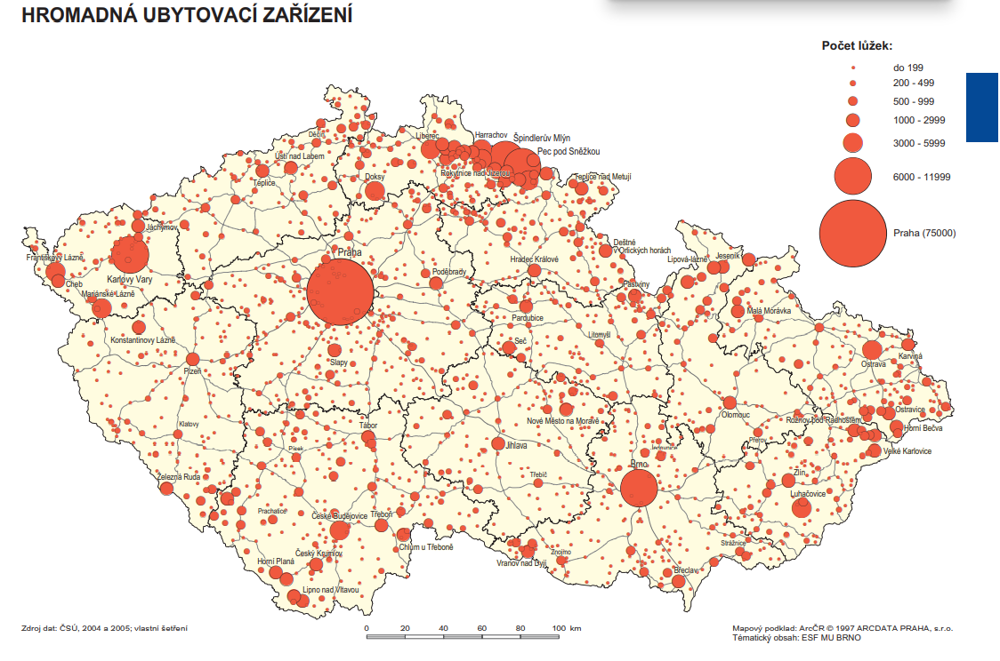 HROMADNÁ UBYTOVACÍ ZAŘÍZENÍ
Počet lůžek:
do 199
200 - 499
500 - 999
1000 - 2999
3000 - 5999
6000 - 11999
Praha (75000)
Děčín
Liberec
Harrachov
Špindlerův Mlýn
Pec pod Sněžkou
Ústí nad Labem
Teplice
Doksy
Rokytnice nad Jizerou
Teplice nad Metují
Jáchymov
Františkovy Lázně
Cheb
Karlovy Vary
Mariánské Lázně
Konstantinovy Lázně
Praha
Poděbrady
Hradec Králové
Deštné
v Orlických horách
Lipová-lázně
Jeseník
Pastviny
Malá Morávka
Pardubice
Litomyšl
Seč
Slapy
Plzeň
Ostrava
Karviná
Klatovy
Tábor
Nové Město na Moravě
Olomouc
Rožnov pod Radhoštěm
Ostravice
Horní Bečva
Písek
Jihlava
Jedovnice
Přerov
Velké Karlovice
Železná Ruda
Třebíč
Brno
Zlín
Luhačovice
Prachatice
České Budějovice
Třeboň
Chlum u Třeboně
Horní Planá
Český Krumlov
Vranov nad Dyjí
Znojmo
Strážnice
Břeclav
Lipno nad Vltavou
Zdroj dat: ČSÚ, 2004 a 2005; vlastní šetření
0 20 40 60 80 100 km
Mapový podklad: ArcČR © 1997 ARCDATA PRAHA, s.r.o.
Tématický obsah: ESF MU BRNO